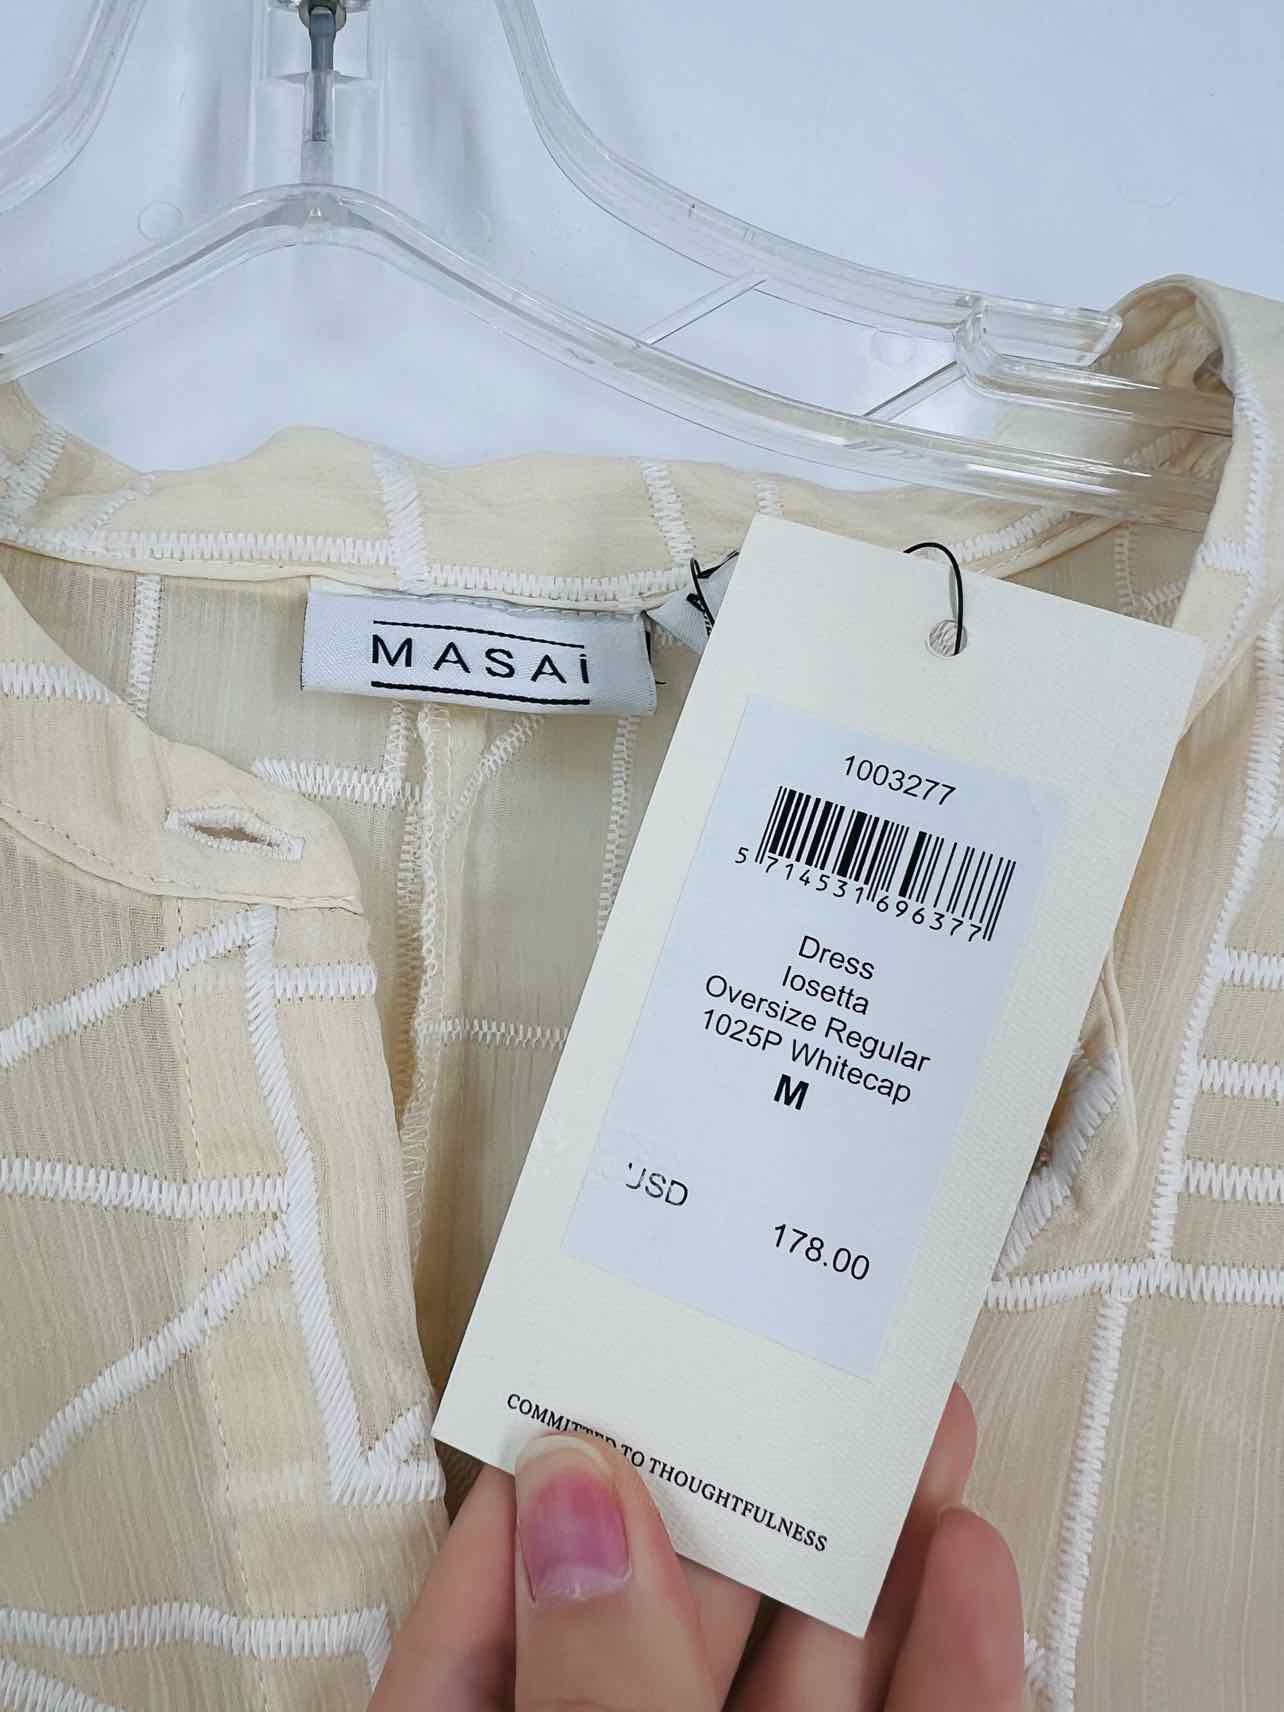 MASAi
1003277
5 714531 696377
Dress
Iosetta
Oversize Regular
1025P Whitecap
M
USD
178.00
COMMITTED TO THOUGHTFULNESS